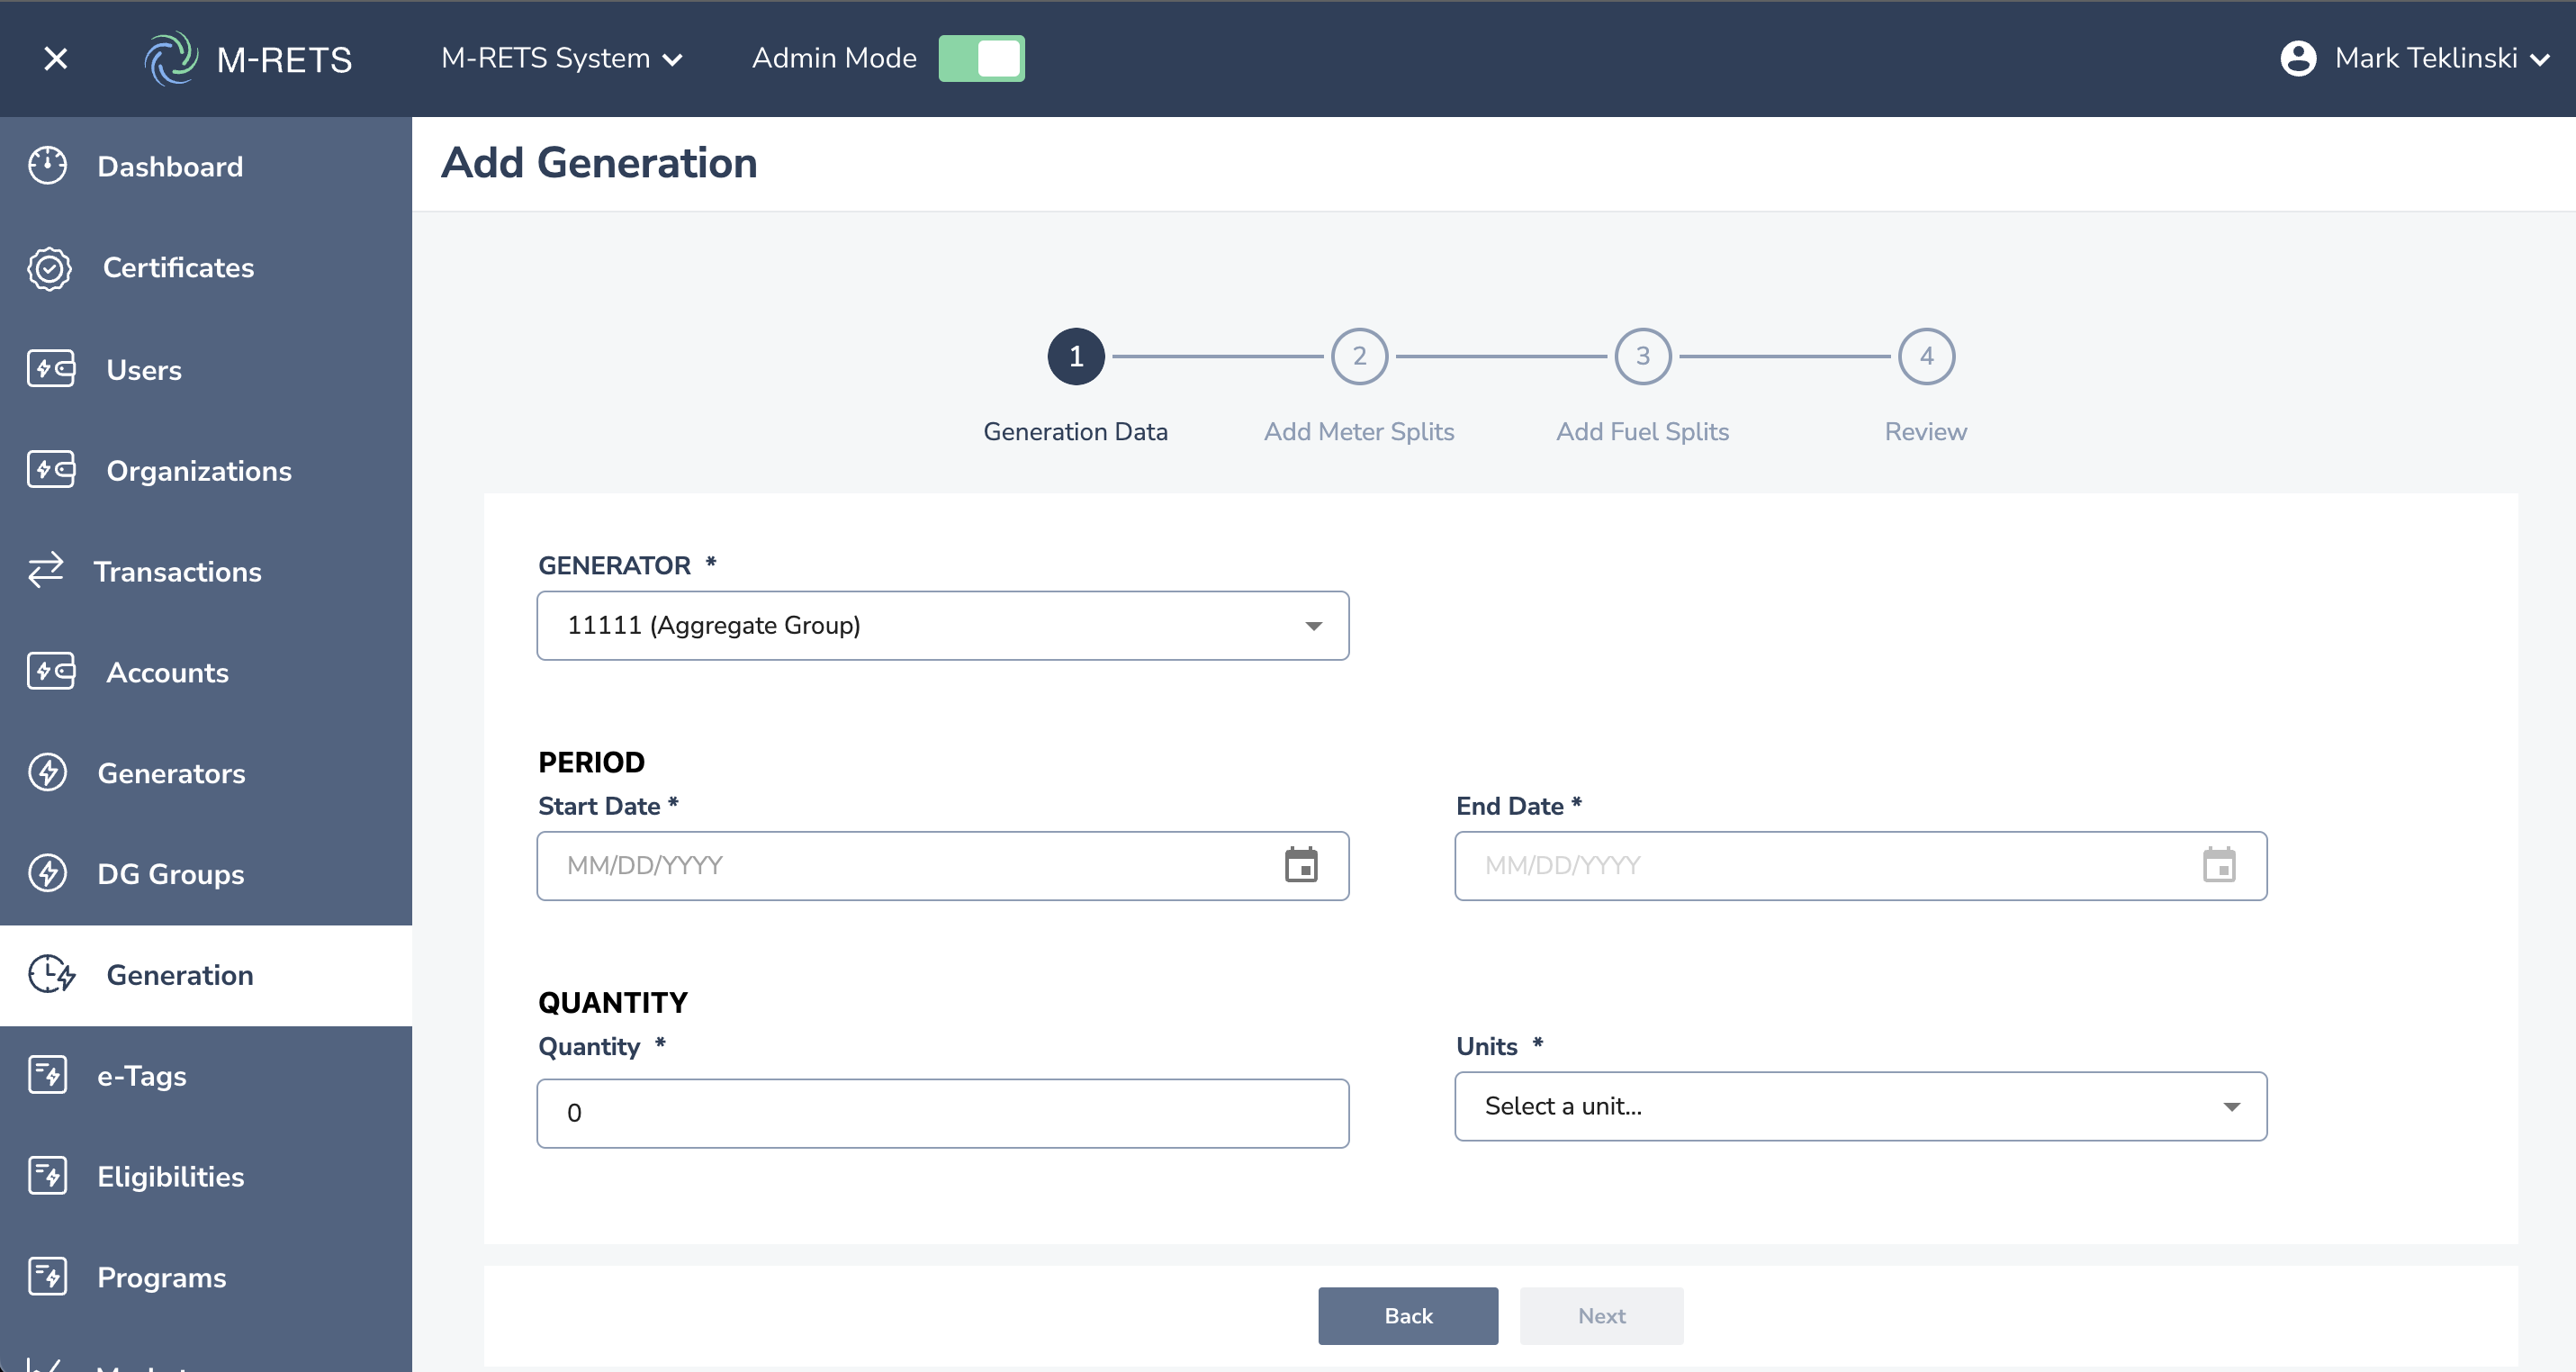 M-RETS
M-RETS System
Admin Mode
Mark Teklinski
Dashboard
Certificates
Users
Organizations
Transactions
Accounts
Generators
DG Groups
Generation
e-Tags
Eligibilities
Programs
Add Generation
1
2
3
4
Generation Data
Add Meter Splits
Add Fuel Splits
Review
GENERATOR *
11111 (Aggregate Group)
PERIOD
Start Date *
End Date *
MM/DD/YYYY
MM/DD/YYYY
QUANTITY
Quantity *
Units *
0
Select a unit...
Back
Next